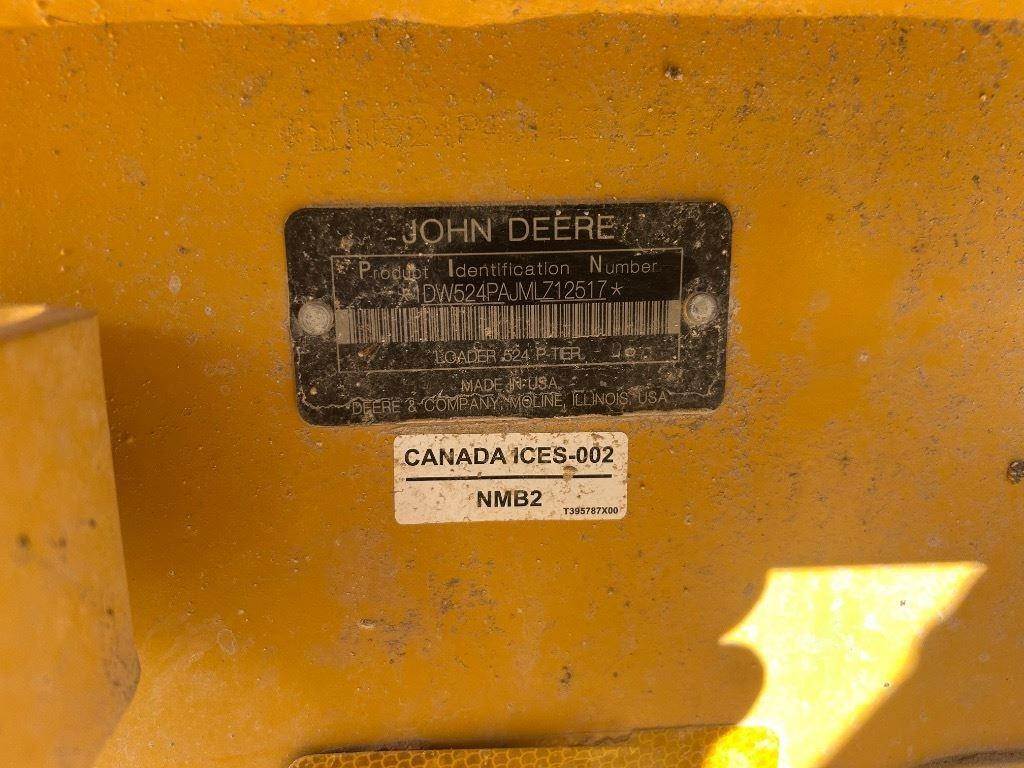 JOHN DEERE
Product Identification Number
*1DW524PAJMLZ12517*
LOADER 524 P-TIER
MADE IN USA
DEERE & COMPANY, MOLINE, ILLINOIS, USA
CANADA ICES-002
NMB2
T395787X00